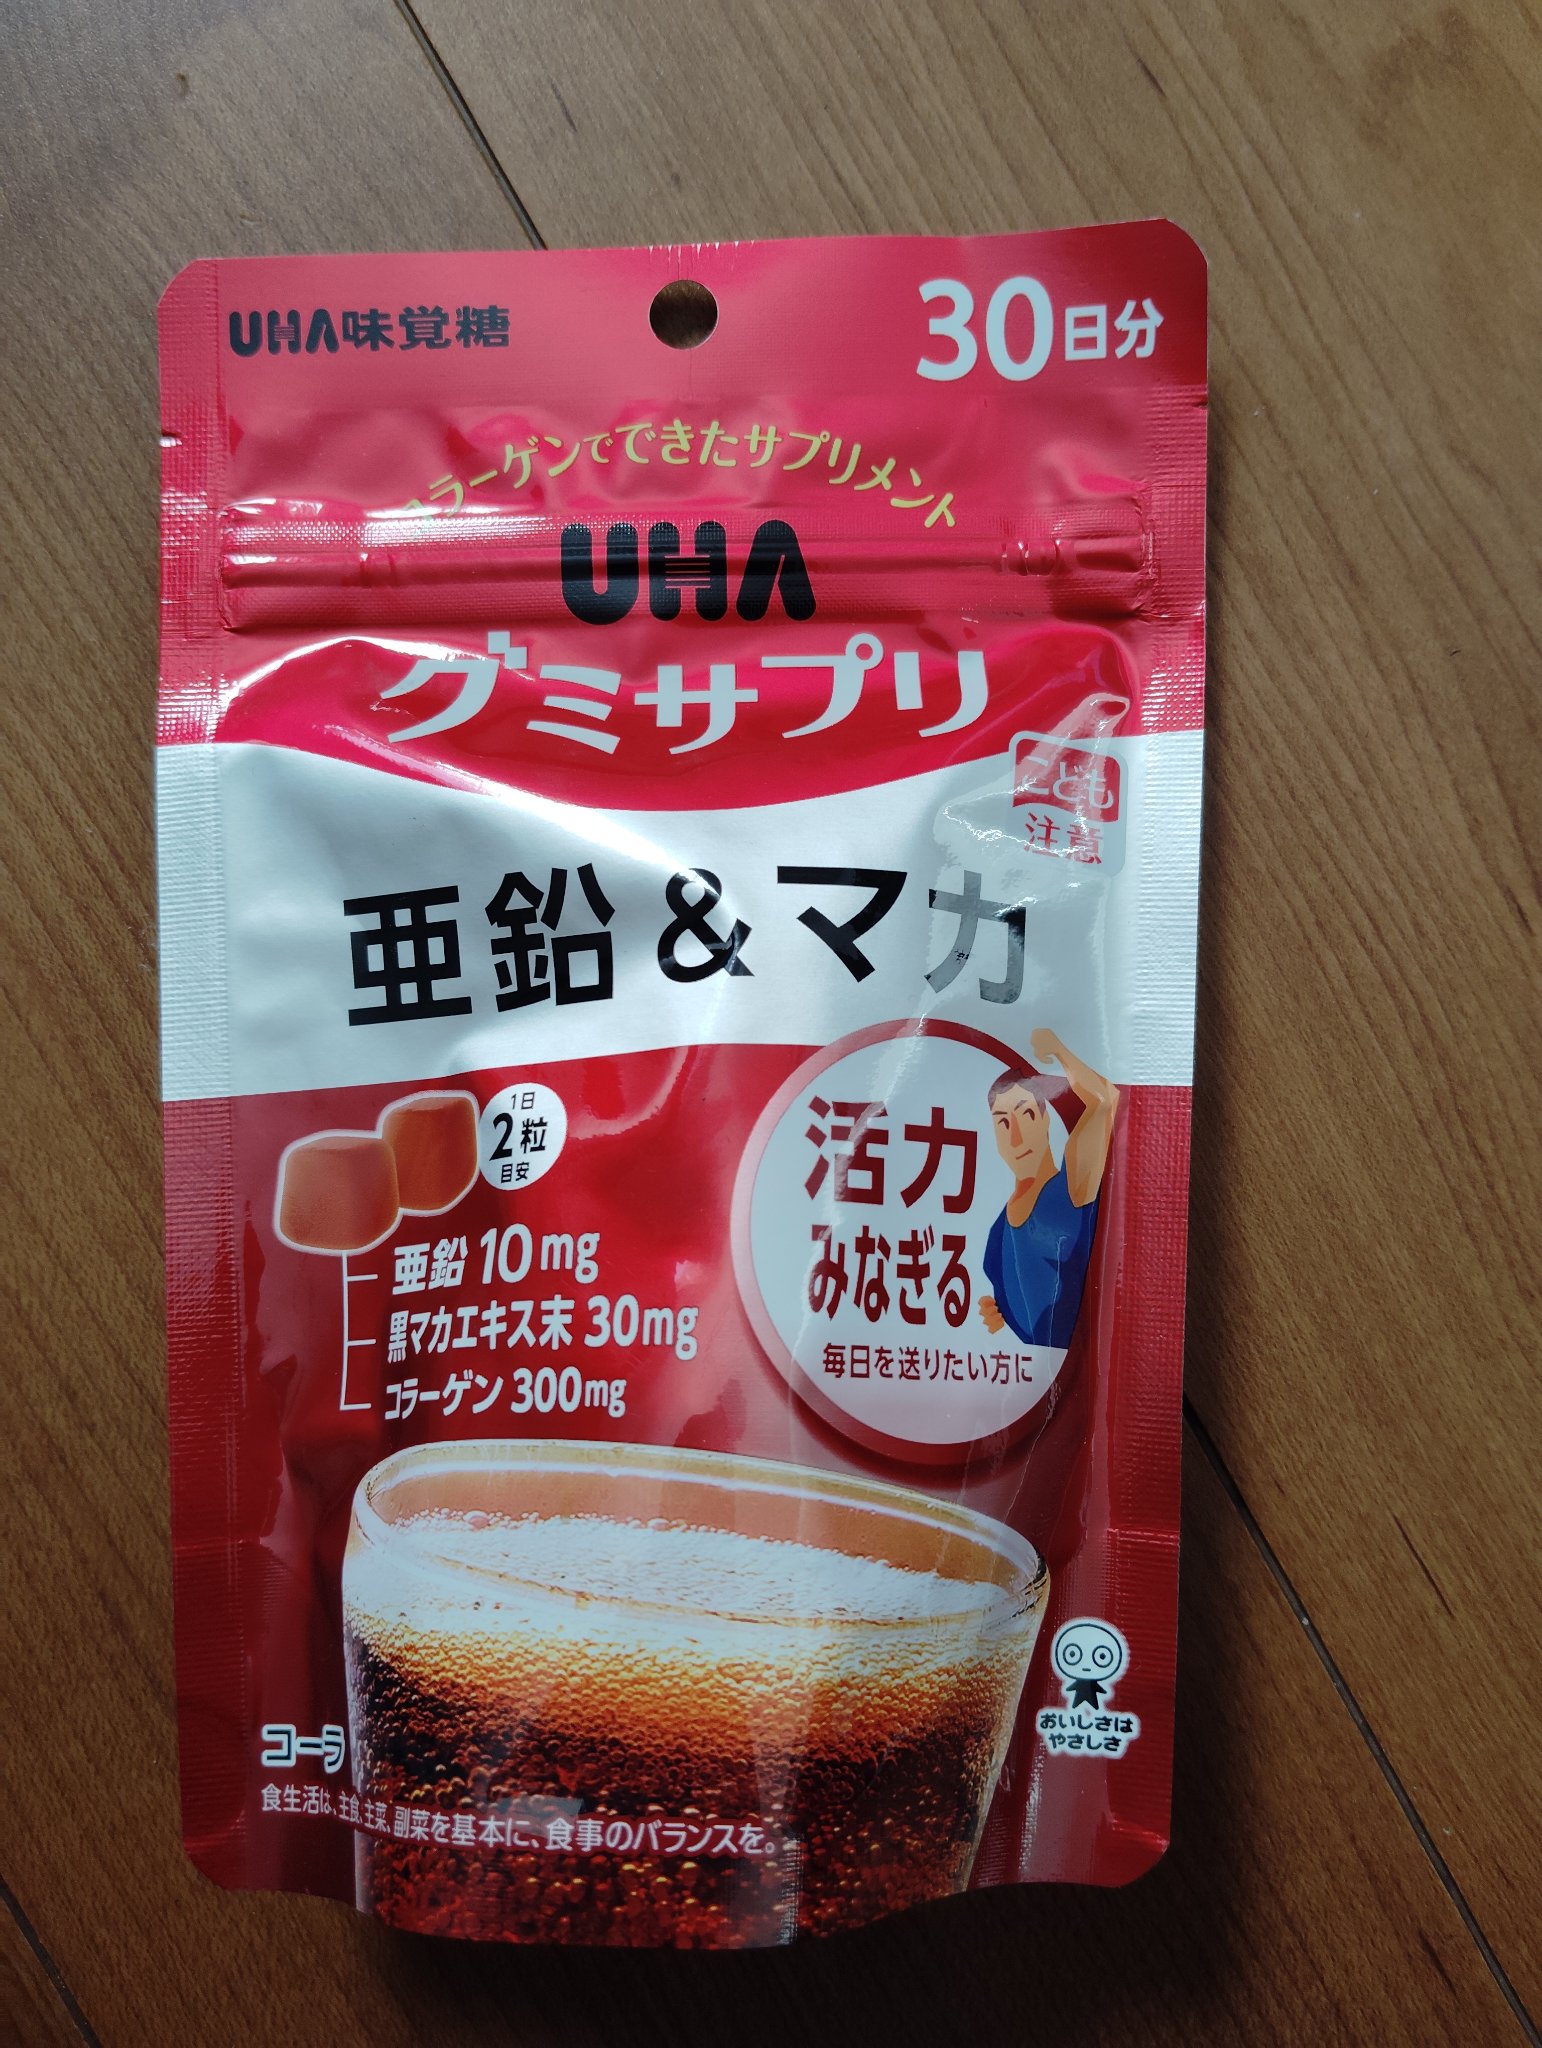 UHA味覚糖
30日分
コラーゲンでできたサプリメント
UHA
グミサプリ
こども
注意
亜鉛&マカ
1日
2粒
目安
亜鉛 10mg
黒マカエキス末 30mg
コラーゲン 300mg
活力
みなぎる
毎日を送りたい方に
おいしさは
やさしさ
コーラ
食生活は、主食、主菜、副菜を基本に、食事のバランスを。